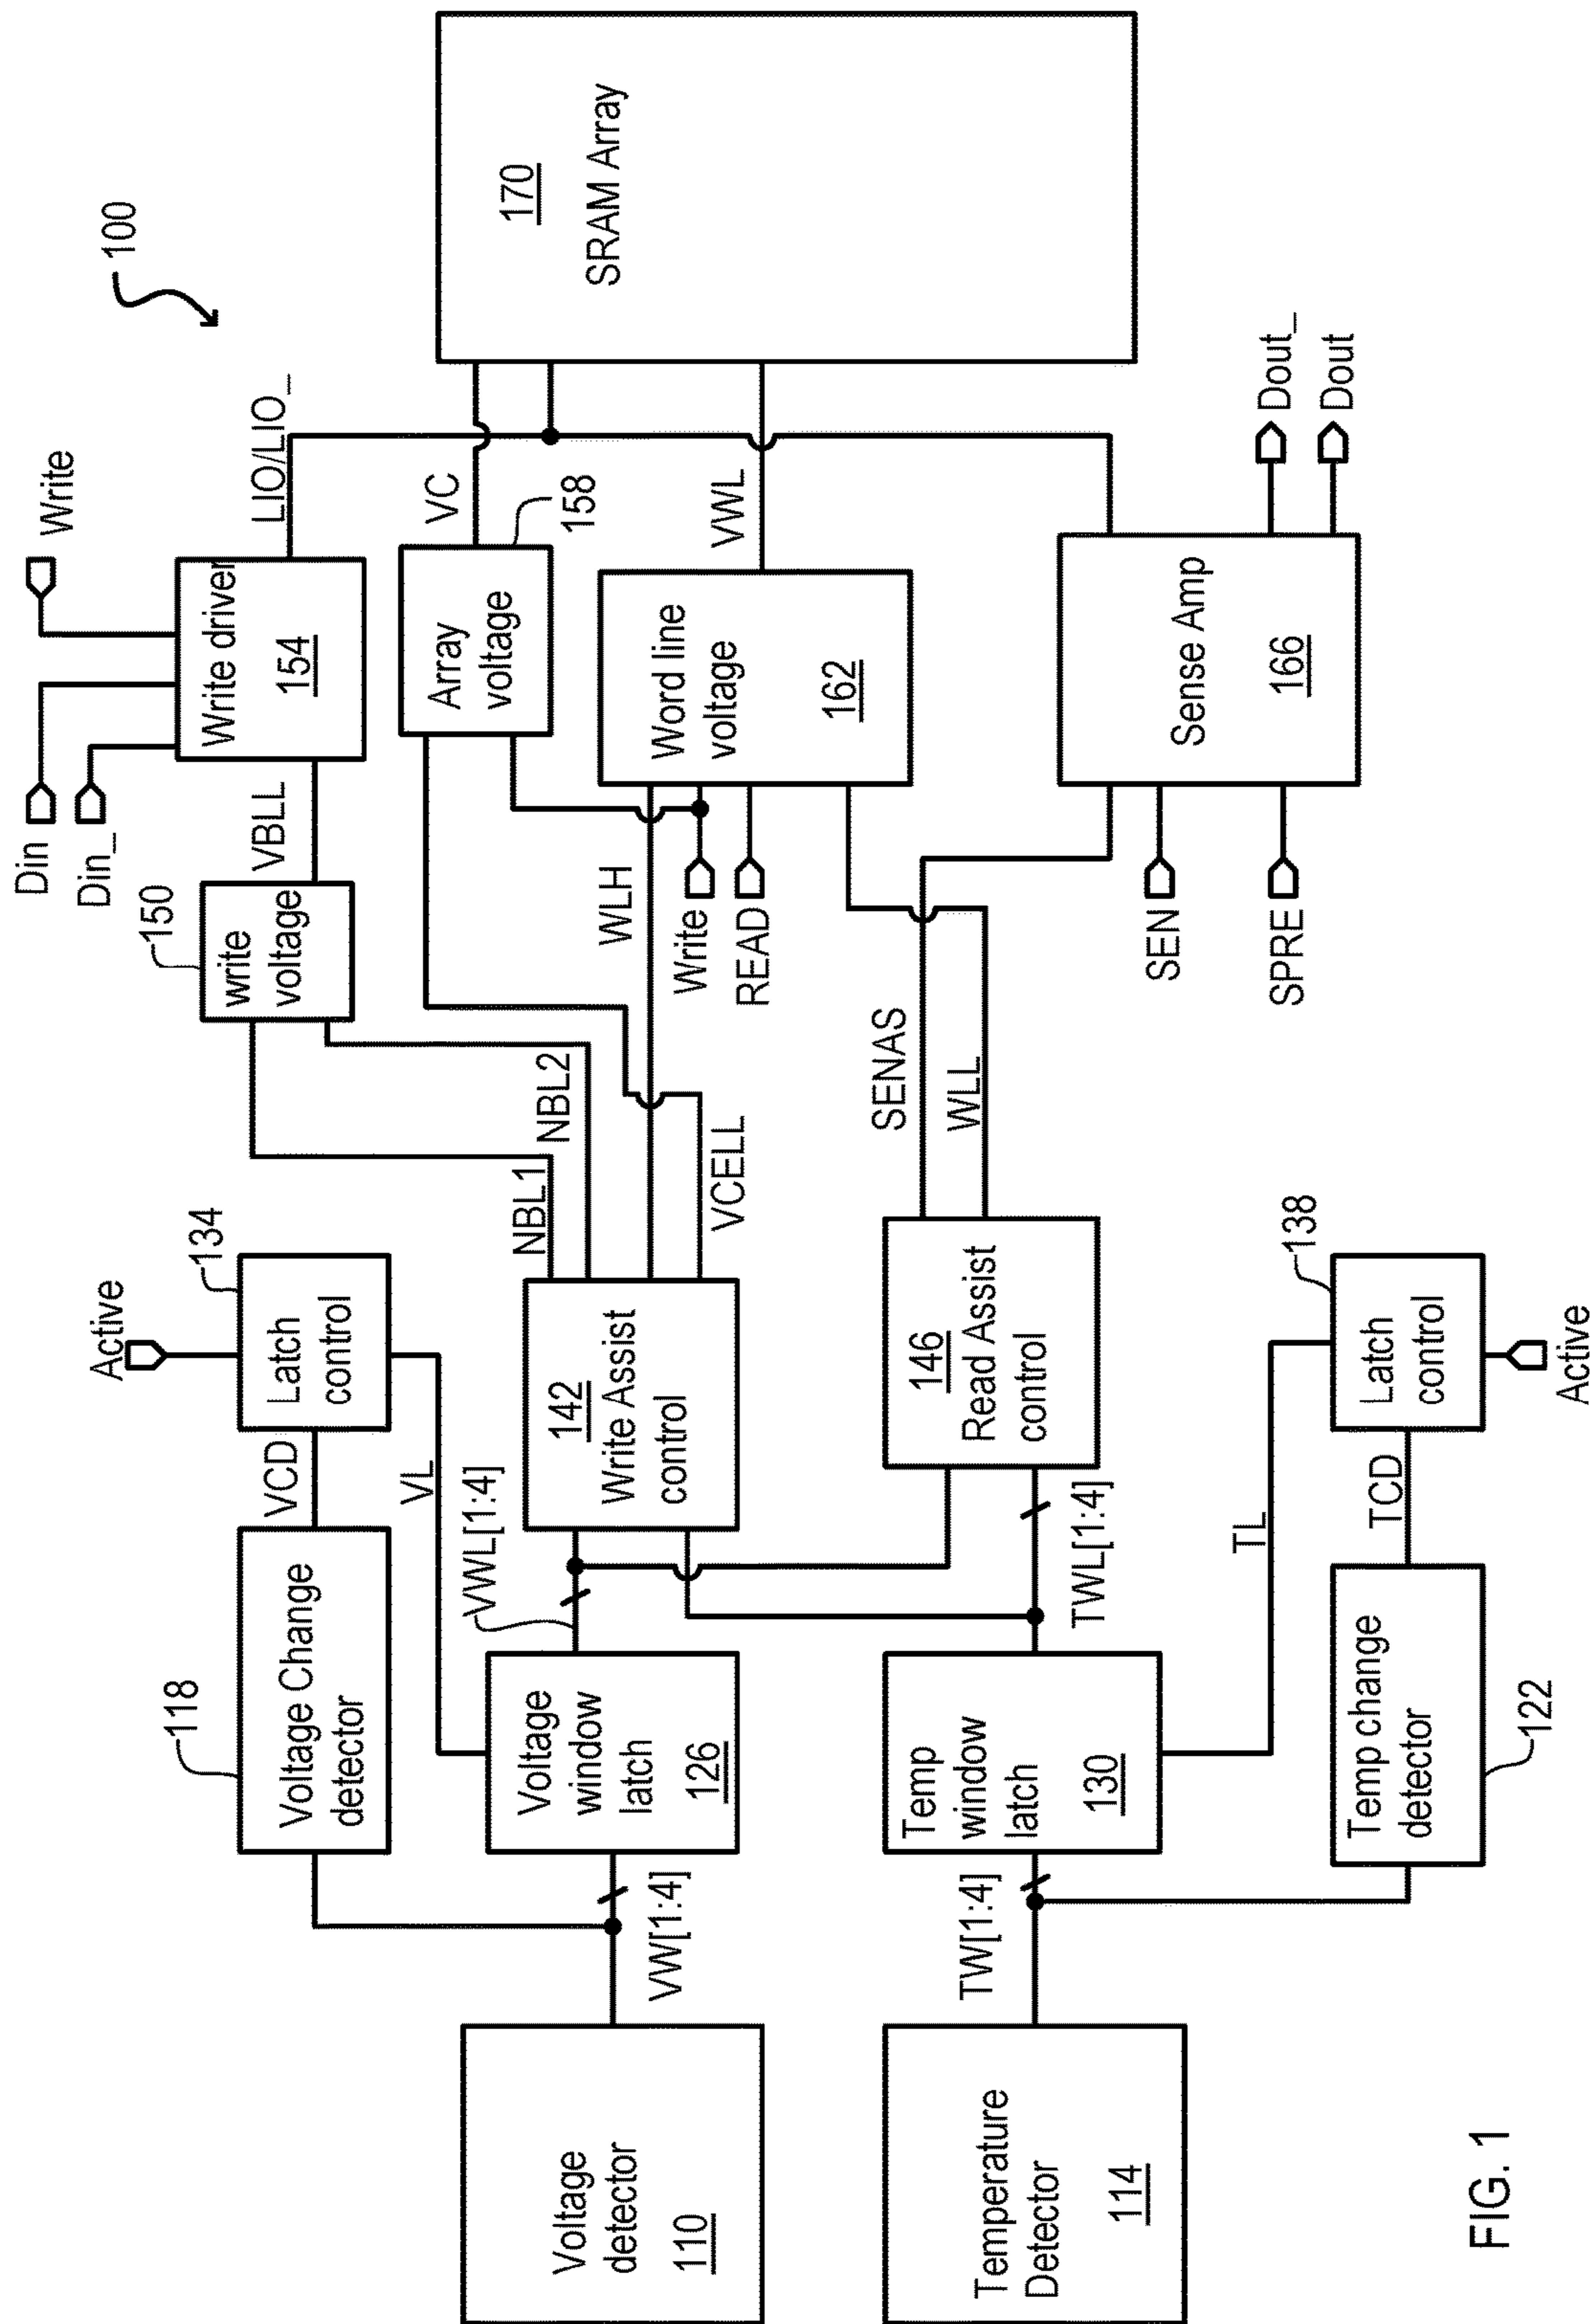 100
Voltage
detector
110
VW[1:4]
118
Voltage Change
detector
VCD
134
Active
Latch
control
VL
Voltage
window
latch
126
VWL[1:4]
142
Write Assist
control
NBL1
NBL2
WLH
VCELL
150
write
voltage
VBLL
Din
Din_
Write
Write driver
154
LIO/LIO_
Array
voltage
158
VC
Write
READ
Word line
voltage
162
VWL
170
SRAM Array
Temperature
Detector
114
TW[1:4]
Temp
window
latch
130
TWL[1:4]
146
Read Assist
control
SENAS
WLL
SEN
SPRE
Sense Amp
166
Dout_
Dout
Temp change
detector
122
TCD
TL
138
Latch
control
Active
FIG. 1